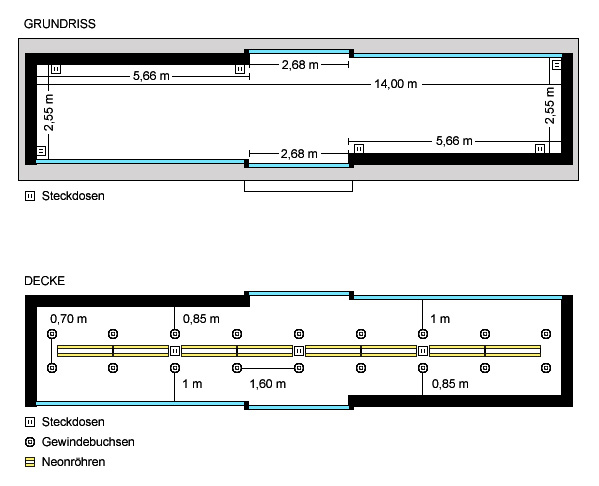 GRUNDRISS
2,68 m
5,66 m
14,00 m
2,55 m
2,55 m
5,66 m
2,68 m
Steckdosen
DECKE
0,70 m
0,85 m
1 m
1 m
1,60 m
0,85 m
Steckdosen
Gewindebuchsen
Neonröhren